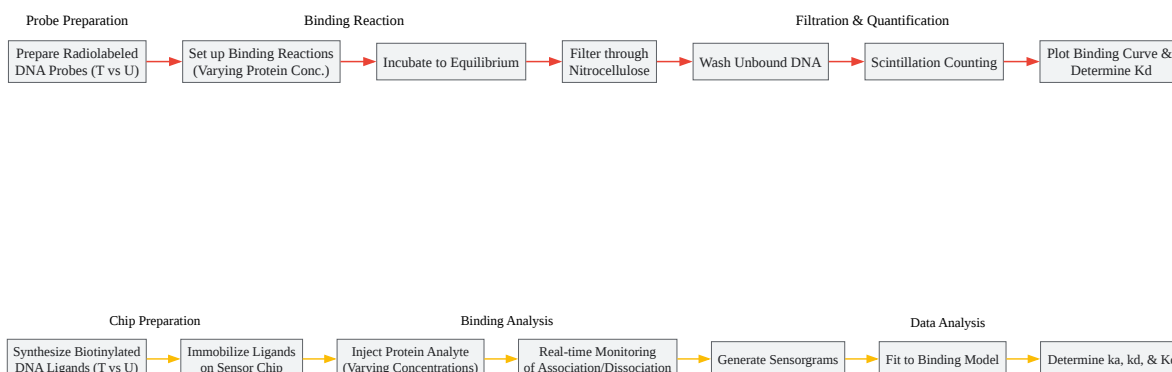 Probe Preparation
Binding Reaction
Filtration & Quantification
Prepare Radiolabeled
DNA Probes (T vs U)
Set up Binding Reactions
(Varying Protein Conc.)
Incubate to Equilibrium
Filter through
Nitrocellulose
Wash Unbound DNA
Scintillation Counting
Plot Binding Curve &
Determine Kd
Chip Preparation
Binding Analysis
Data Analysis
Synthesize Biotinylated
DNA Ligands (T vs U)
Immobilize Ligands
on Sensor Chip
Inject Protein Analyte
(Varying Concentrations)
Real-time Monitoring
of Association/Dissociation
Generate Sensorgrams
Fit to Binding Model
Determine ka, kd, &